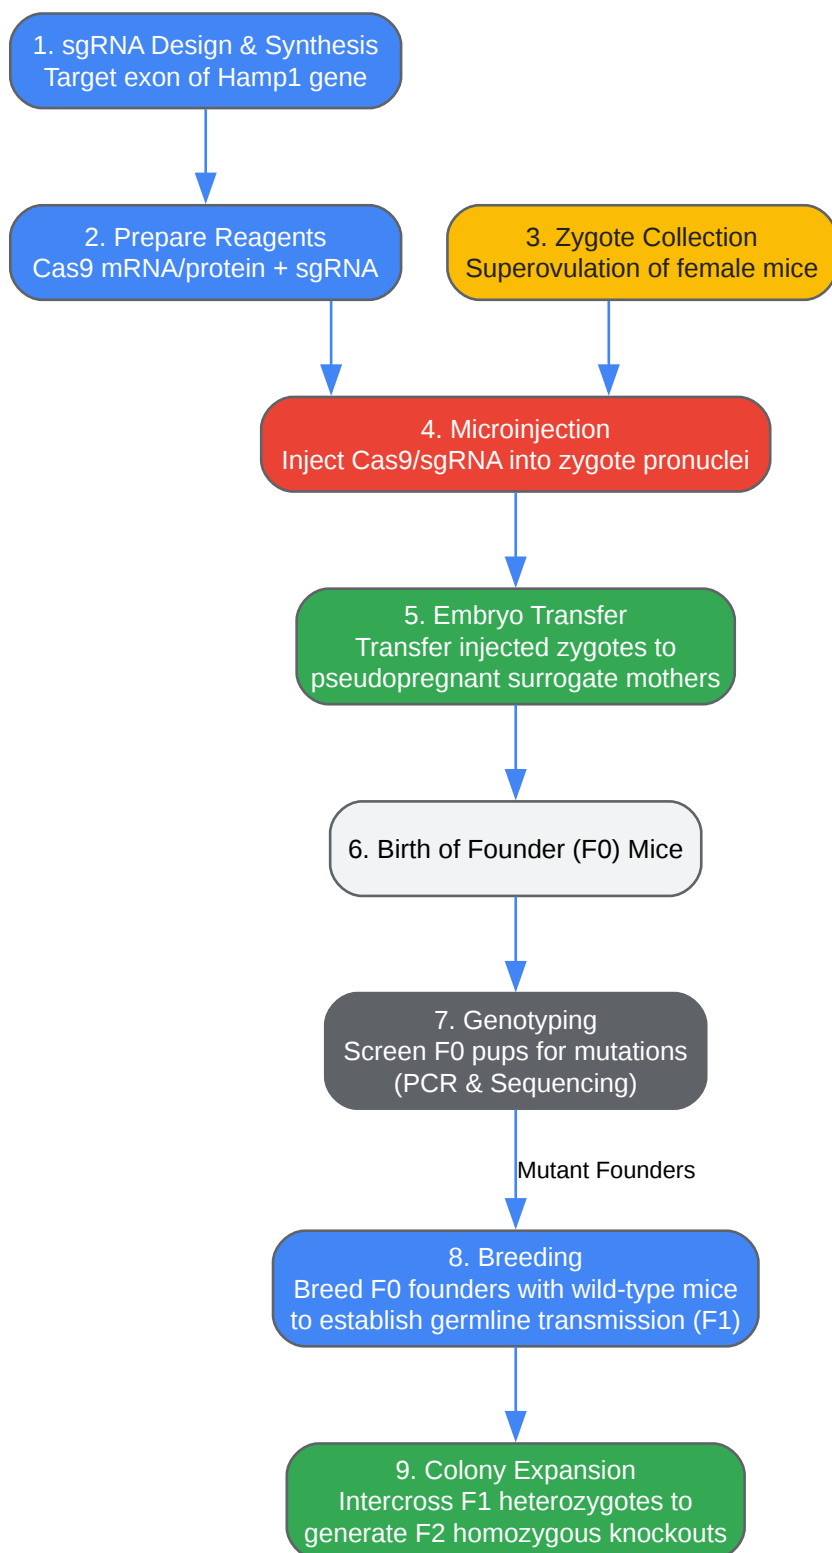 1. sgRNA Design & Synthesis
Target exon of Hamp1 gene
2. Prepare Reagents
Cas9 mRNA/protein + sgRNA
3. Zygote Collection
Superovulation of female mice
4. Microinjection
Inject Cas9/sgRNA into zygote pronuclei
5. Embryo Transfer
Transfer injected zygotes to
pseudopregnant surrogate mothers
6. Birth of Founder (F0) Mice
7. Genotyping
Screen F0 pups for mutations
(PCR & Sequencing)
Mutant Founders
8. Breeding
Breed F0 founders with wild-type mice
to establish germline transmission (F1)
9. Colony Expansion
Intercross F1 heterozygotes to
generate F2 homozygous knockouts